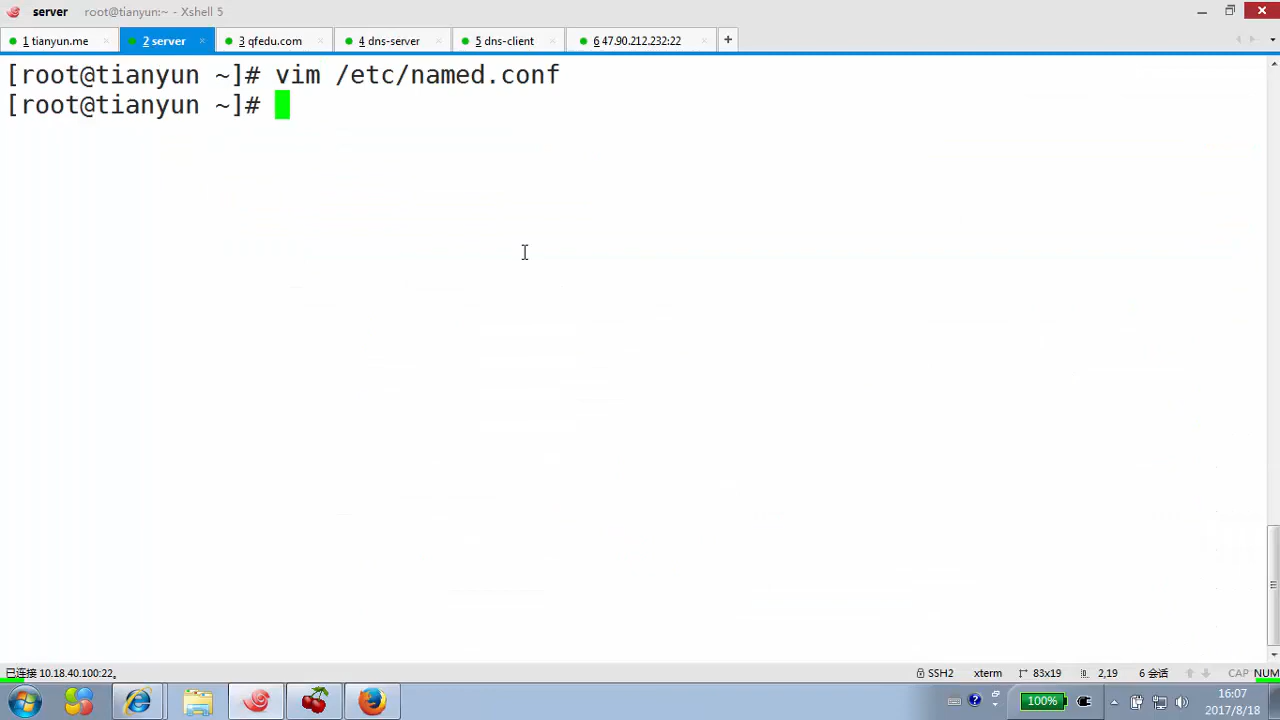 server root@tianyun:~ - Xshell 5
1 tianyun.me × 2 server × 3 qfedu.com × 4 dns-server × 5 dns-client × 6 47.90.212.232:22 × +
[root@tianyun ~]# vim /etc/named.conf
[root@tianyun ~]#
已连接 10.18.40.100:22。 SSH2 xterm 83x19 2,19 6 会话 CAP NUM
100% 16:07
2017/8/18